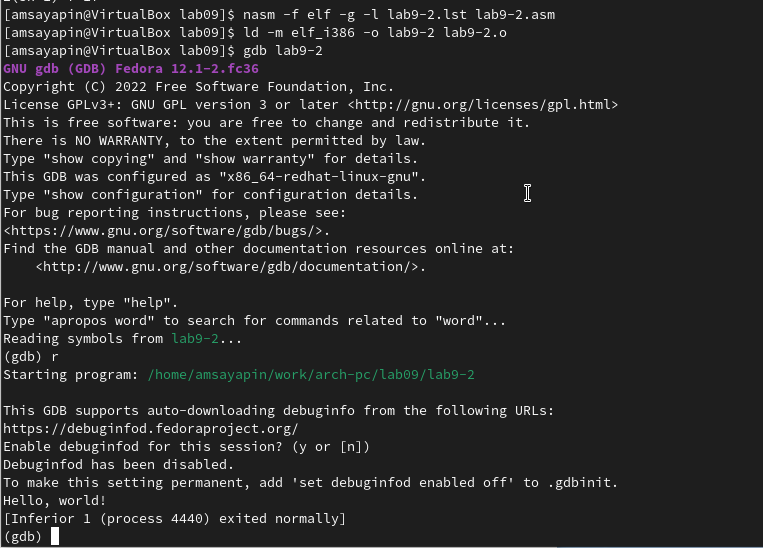 [amsayapin@VirtualBox lab09]$ nasm -f elf -g -l lab9-2.lst lab9-2.asm
[amsayapin@VirtualBox lab09]$ ld -m elf_i386 -o lab9-2 lab9-2.o
[amsayapin@VirtualBox lab09]$ gdb lab9-2
GNU gdb (GDB) Fedora 12.1-2.fc36
Copyright (C) 2022 Free Software Foundation, Inc.
License GPLv3+: GNU GPL version 3 or later <http://gnu.org/licenses/gpl.html>
This is free software: you are free to change and redistribute it.
There is NO WARRANTY, to the extent permitted by law.
Type "show copying" and "show warranty" for details.
This GDB was configured as "x86_64-redhat-linux-gnu".
Type "show configuration" for configuration details.
For bug reporting instructions, please see:
<https://www.gnu.org/software/gdb/bugs/>.
Find the GDB manual and other documentation resources online at:
    <http://www.gnu.org/software/gdb/documentation/>.

For help, type "help".
Type "apropos word" to search for commands related to "word"...
Reading symbols from lab9-2...
(gdb) r
Starting program: /home/amsayapin/work/arch-pc/lab09/lab9-2

This GDB supports auto-downloading debuginfo from the following URLs:
https://debuginfod.fedoraproject.org/
Enable debuginfod for this session? (y or [n])
Debuginfod has been disabled.
To make this setting permanent, add 'set debuginfod enabled off' to .gdbinit.
Hello, world!
[Inferior 1 (process 4440) exited normally]
(gdb)